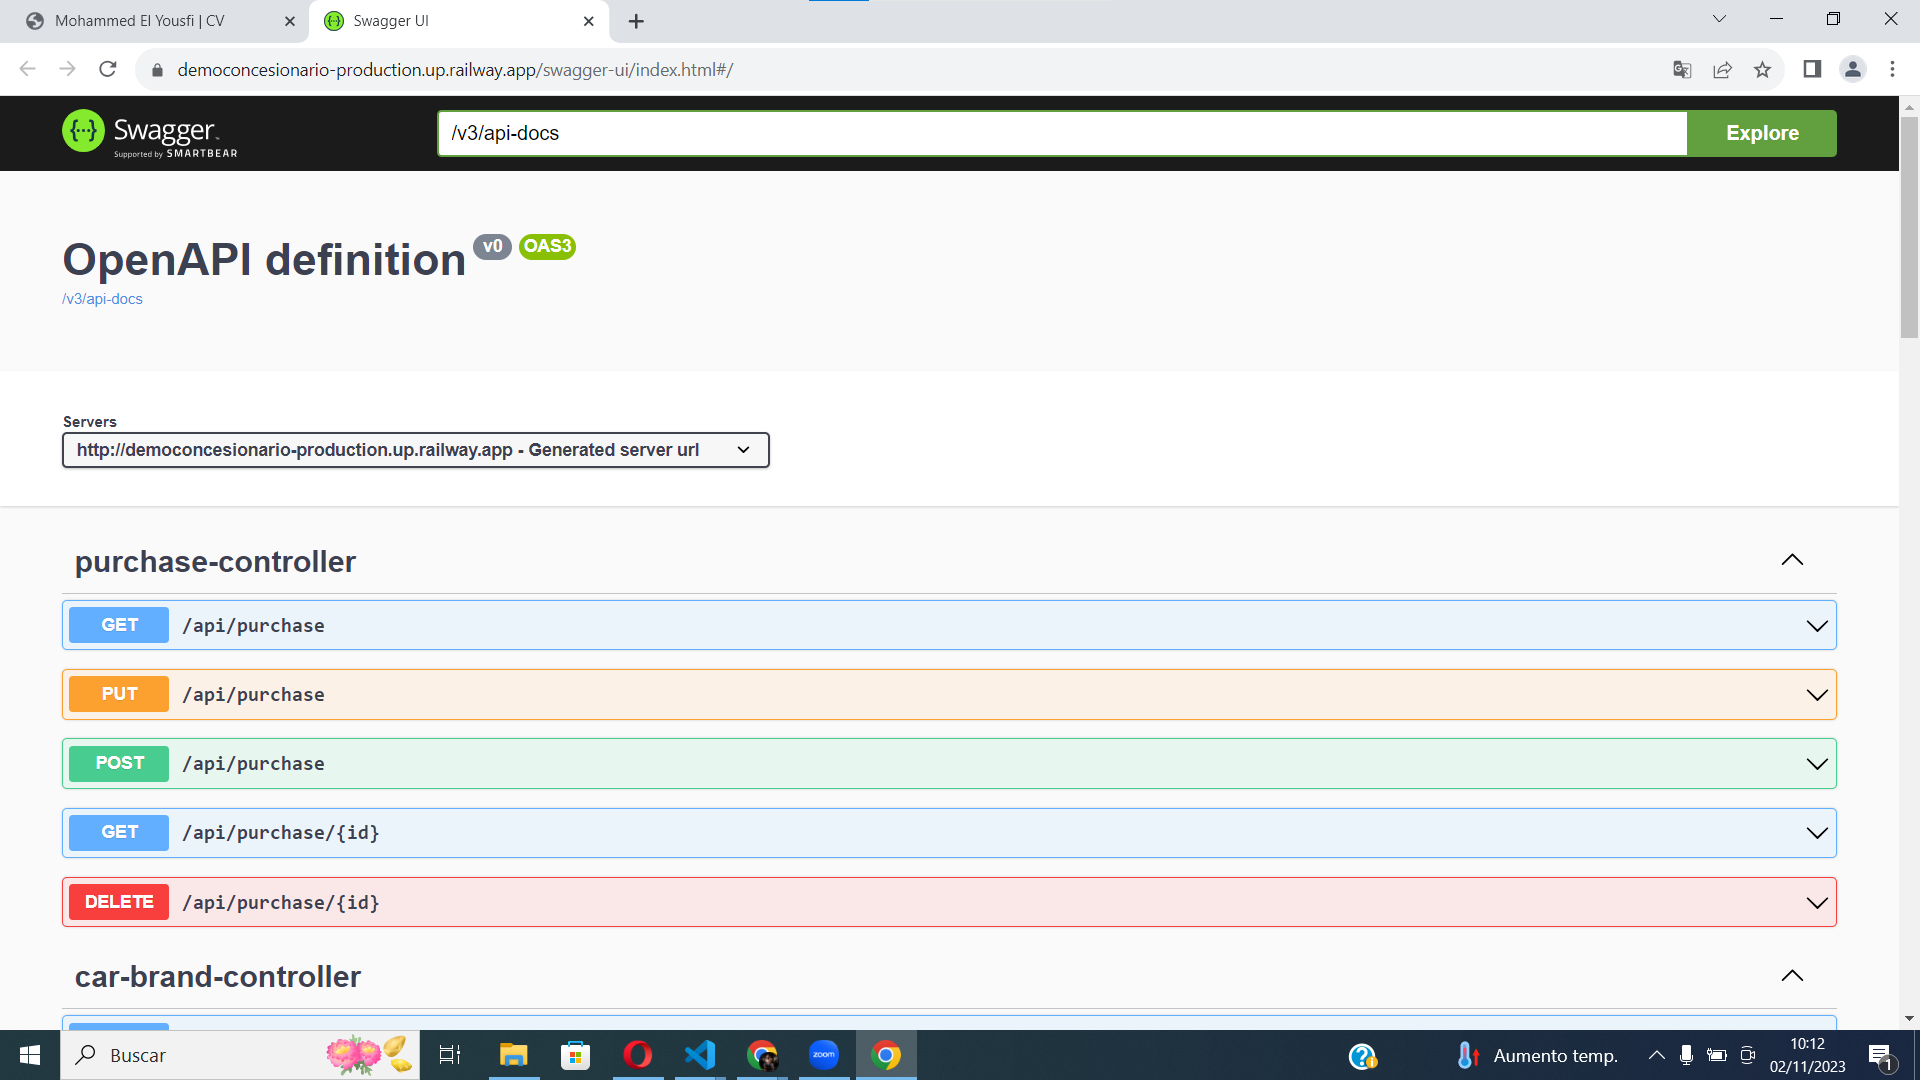 Mohammed El Yousfi | CV
Swagger UI
democoncesionario-production.up.railway.app/swagger-ui/index.html#/
Swagger
Supported by SMARTBEAR
/v3/api-docs
Explore
OpenAPI definition v0 OAS3
/v3/api-docs
Servers
http://democoncesionario-production.up.railway.app - Generated server url
purchase-controller
GET /api/purchase
PUT /api/purchase
POST /api/purchase
GET /api/purchase/{id}
DELETE /api/purchase/{id}
car-brand-controller
Buscar
zoom
Aumento temp.
10:12
02/11/2023
1